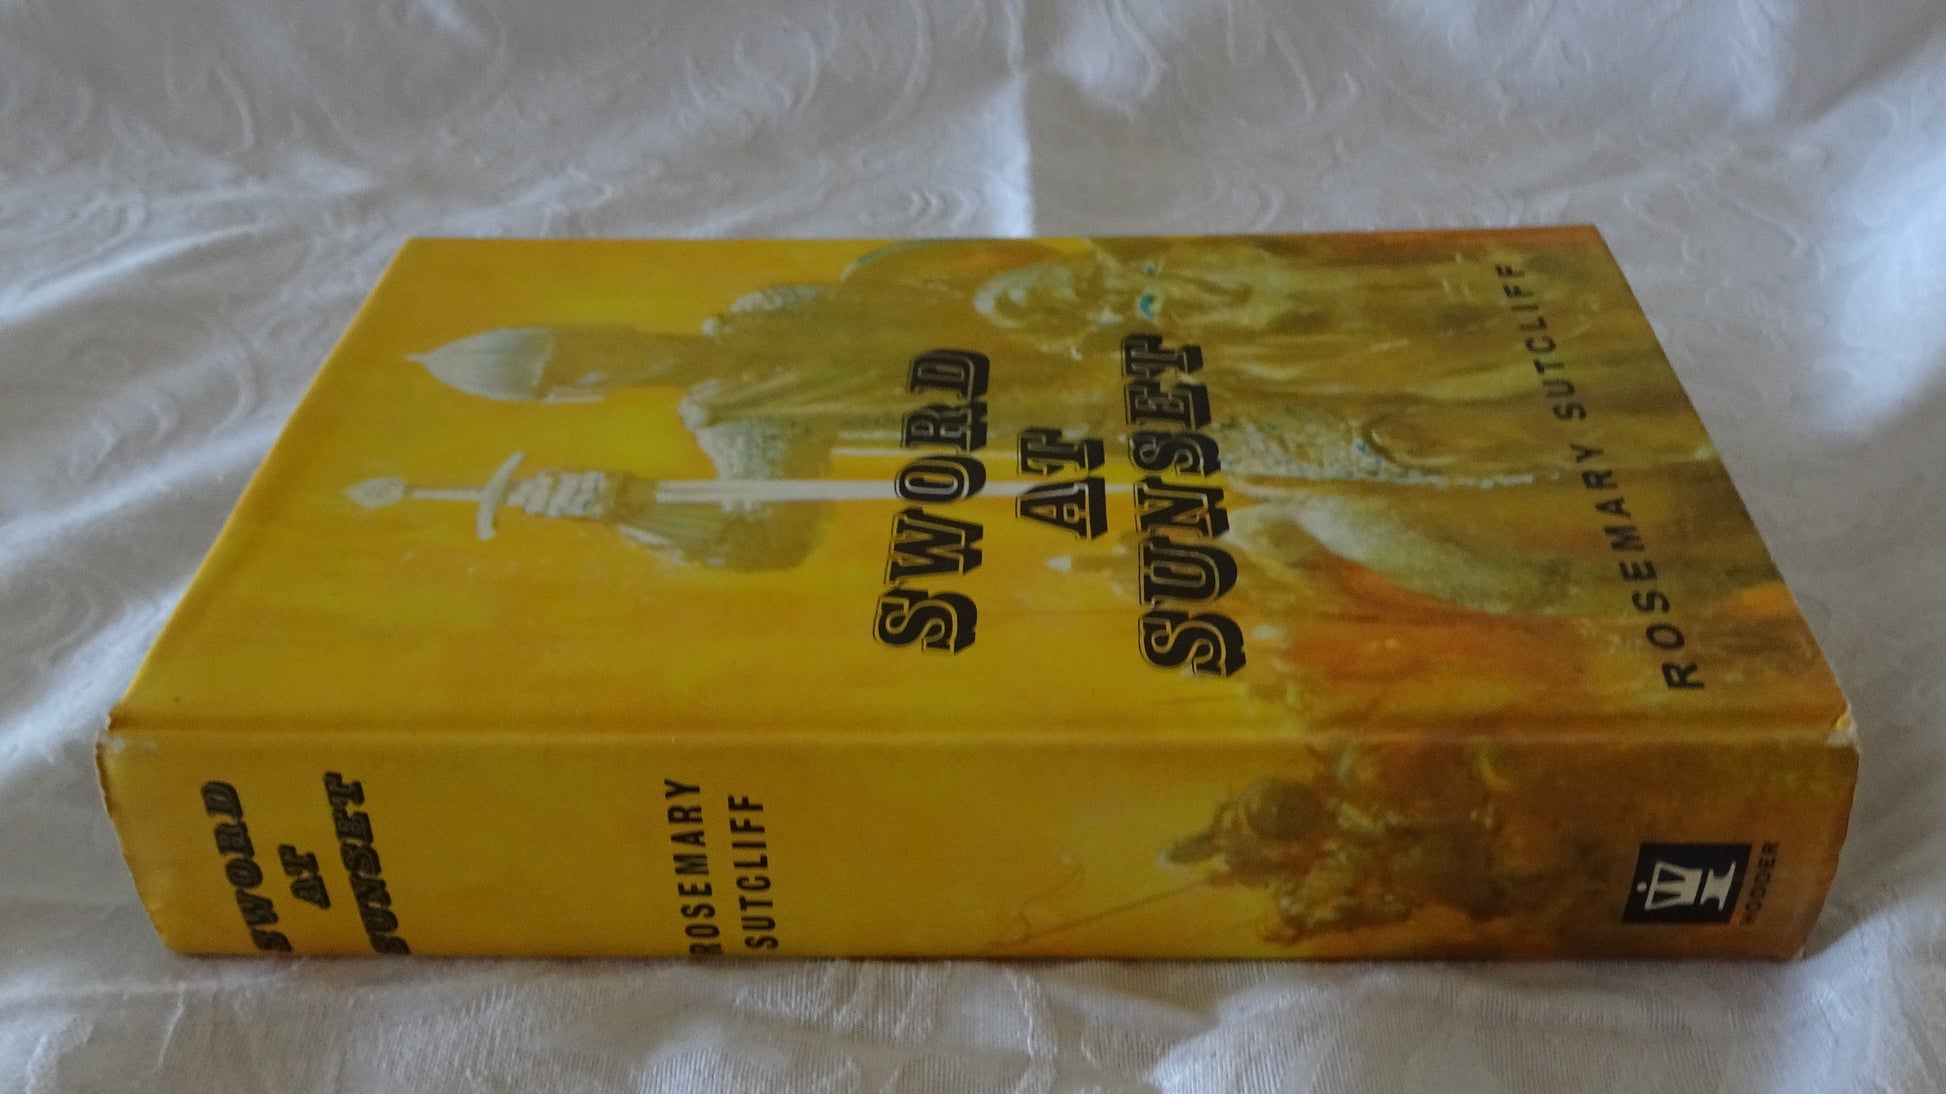 SWORD
AT
SUNSET
ROSEMARY SUTCLIFF
SWORD
AT
SUNSET
ROSEMARY
SUTCLIFF
HODDER